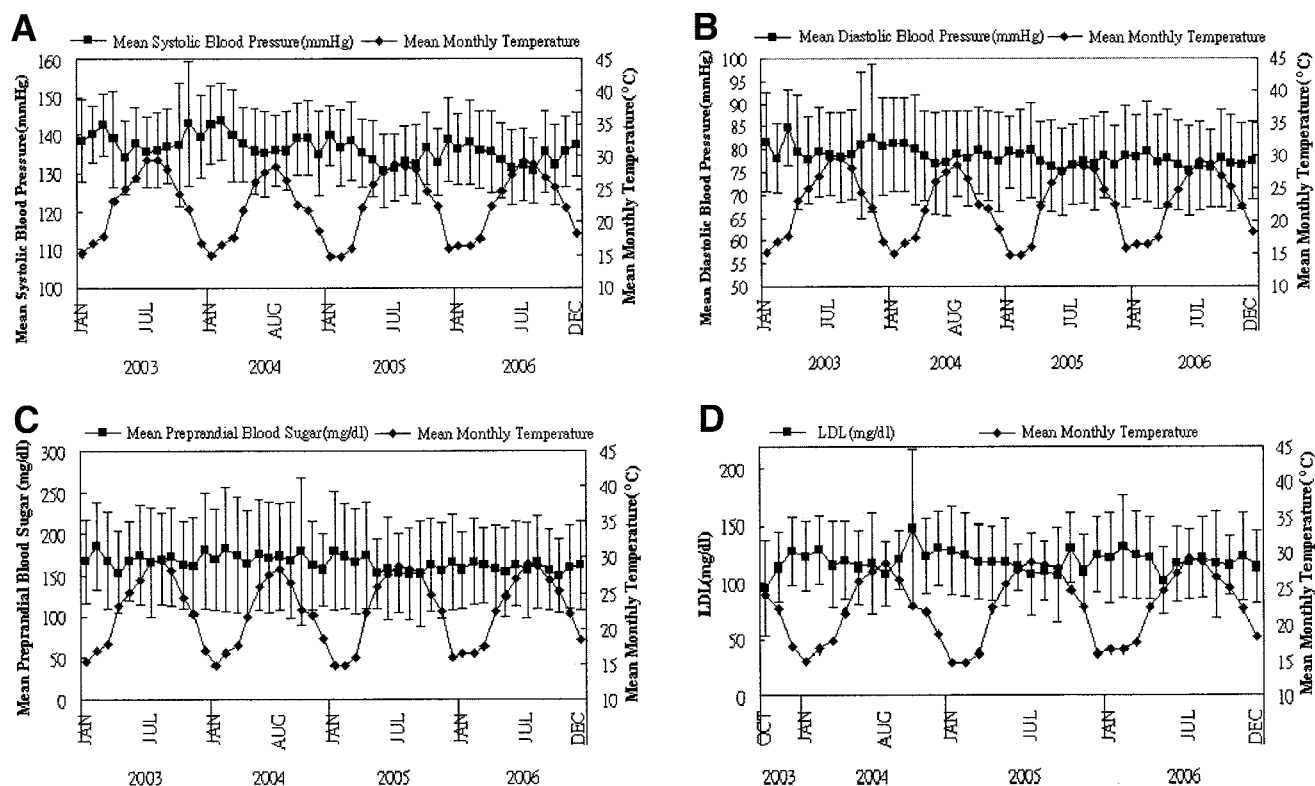 A
Mean Systolic Blood Pressure(mmHg) Mean Monthly Temperature
Mean Systolic Blood Pressure(mmHg)
160
150
140
130
120
110
100
45
40
35
30
25
20
15
10
Mean Monthly Temperature(°C)
JAN JUL JAN AUG JAN JUL JAN JUL DEC
2003 2004 2005 2006
B
Mean Diastolic Blood Pressure(mmHg) Mean Monthly Temperature
Mean Diastolic Blood Pressure(mmHg)
100
95
90
85
80
75
70
65
60
55
50
45
40
35
30
25
20
15
10
Mean Monthly Temperature(°C)
JAN JUL JAN AUG JAN JUL JAN JUL DEC
2003 2004 2005 2006
C
Mean Preprandial Blood Sugar(mg/dl) Mean Monthly Temperature
Mean Preprandial Blood Sugar (mg/dl)
300
250
200
150
100
50
0
45
40
35
30
25
20
15
10
Mean Monthly Temperature(°C)
JAN JUL JAN AUG JAN JUL JAN JUL DEC
2003 2004 2005 2006
D
LDL(mg/dl) Mean Monthly Temperature
LDL(mg/dl)
200
150
100
50
0
45
40
35
30
25
20
15
10
Mean Monthly Temperature(°C)
OCT JAN AUG JAN JUL JAN JUL DEC
2003 2004 2005 2006